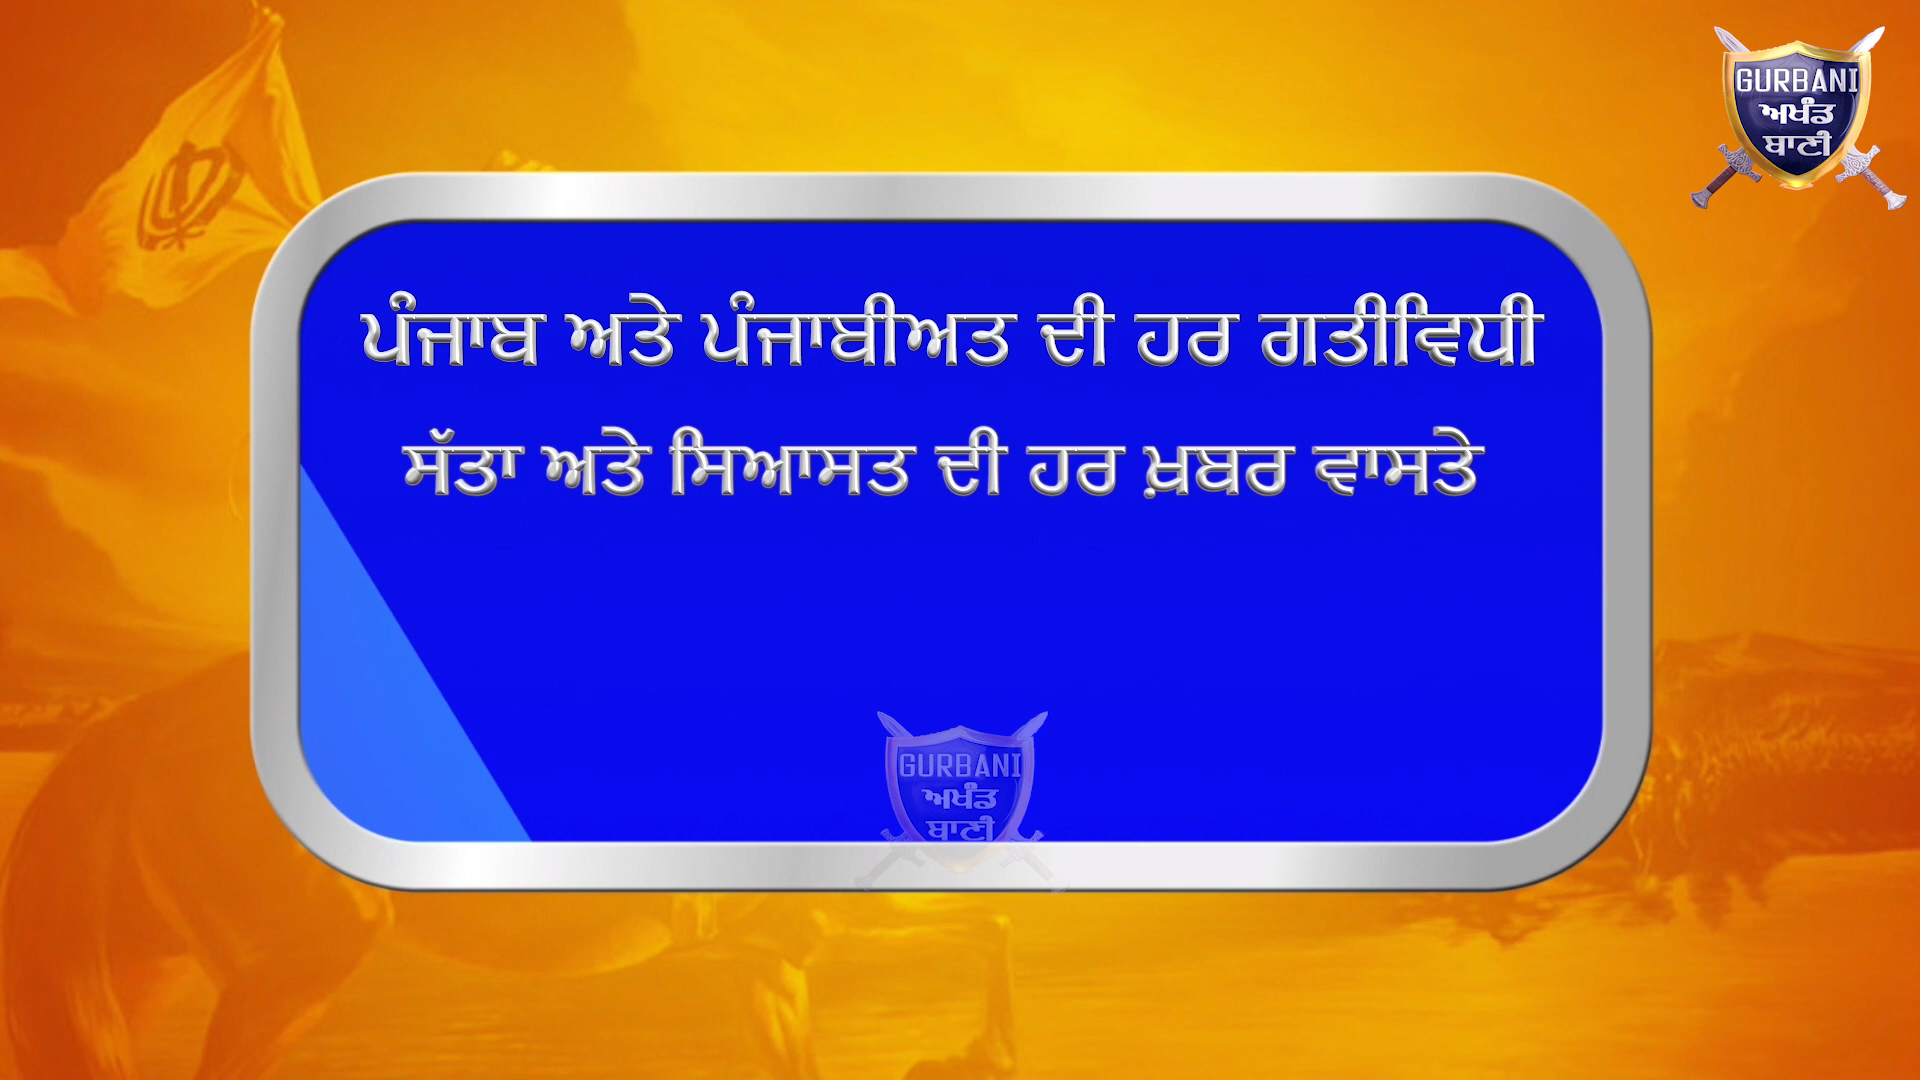 GURBANI
ਅਖੰਡ
ਬਾਣੀ
ਪੰਜਾਬ ਅਤੇ ਪੰਜਾਬੀਅਤ ਦੀ ਹਰ ਗਤੀਵਿਧੀ
ਸੱਤਾ ਅਤੇ ਸਿਆਸਤ ਦੀ ਹਰ ਖ਼ਬਰ ਵਾਸਤੇ
GURBANI
ਅਖੰਡ
ਬਾਣੀ